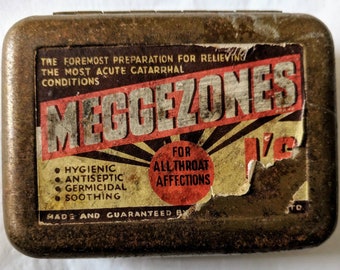 THE FOREMOST PREPARATION FOR RELIEVING
THE MOST ACUTE CATARRHAL
CONDITIONS
MEGGEZONES
• HYGIENIC
• ANTISEPTIC
• GERMICIDAL
• SOOTHING
FOR
ALL THROAT
AFFECTIONS
MADE AND GUARANTEED BY
LTD.